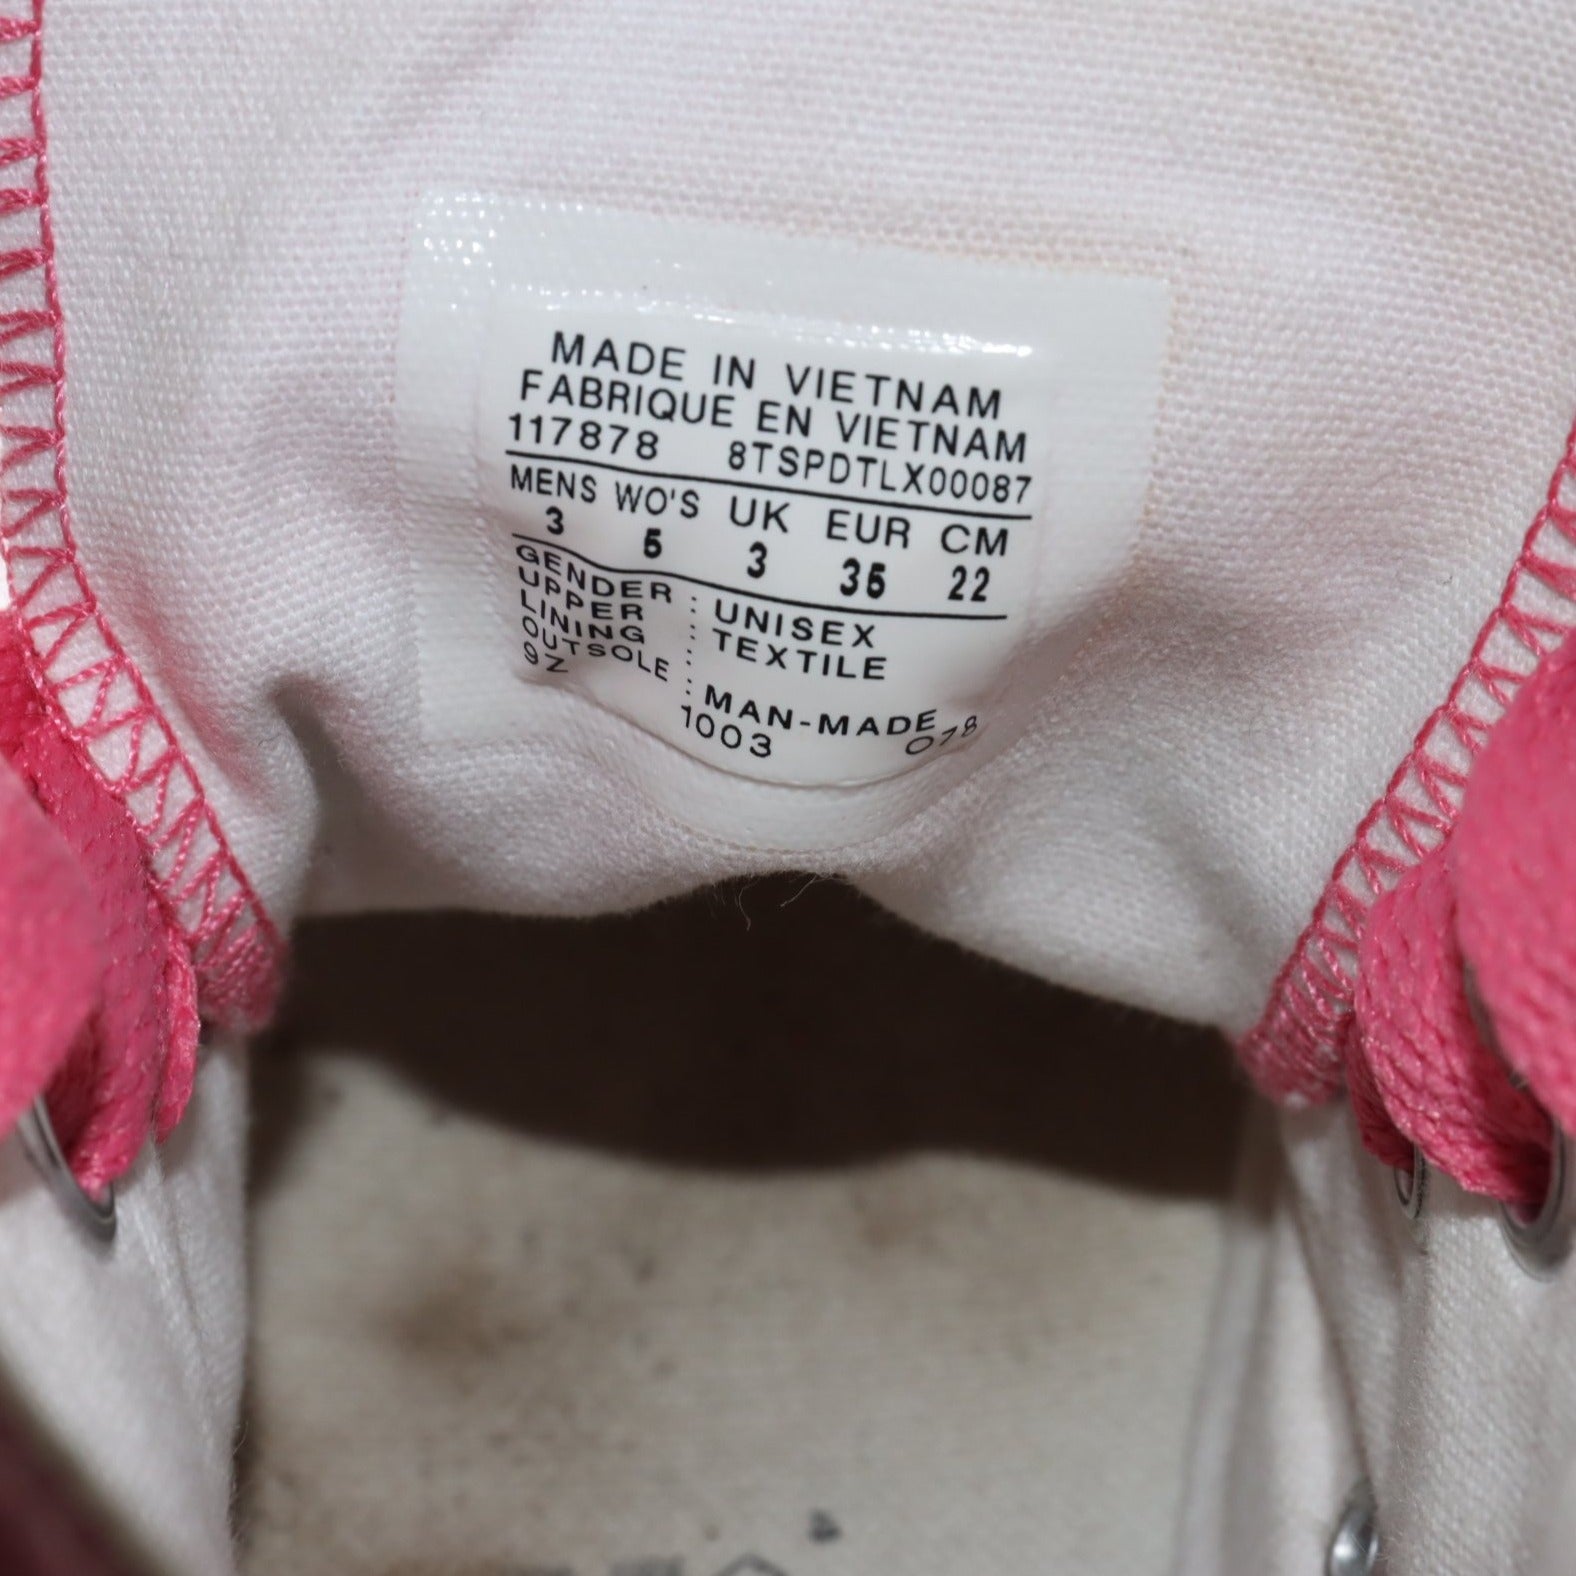 MADE IN VIETNAM
FABRIQUE EN VIETNAM
117878 8TSPDTLX00087
MENS WO'S UK EUR CM
3 5 3 35 22
GENDER : UNISEX
UPPER : TEXTILE
LINING :
OUTSOLE : MAN-MADE
9Z 1003 078